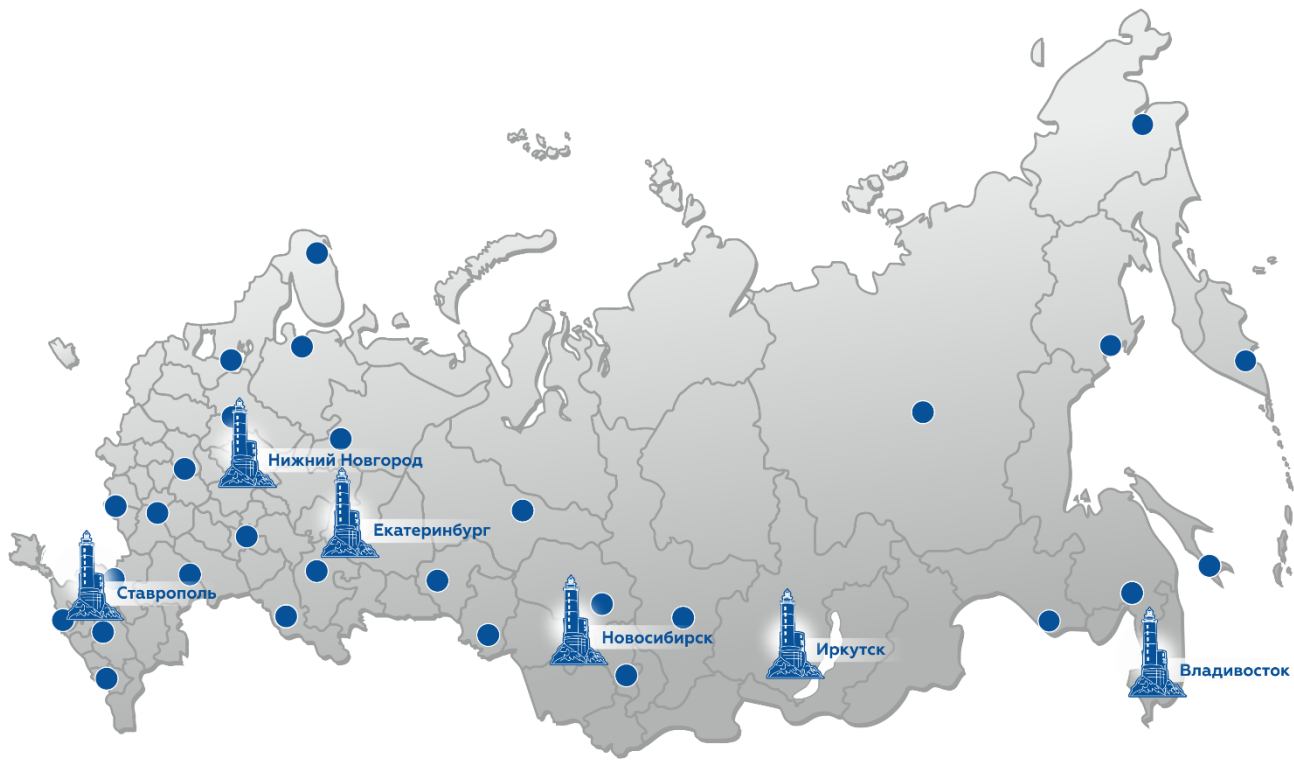 Нижний Новгород
Екатеринбург
Ставрополь
Новосибирск
Иркутск
Владивосток